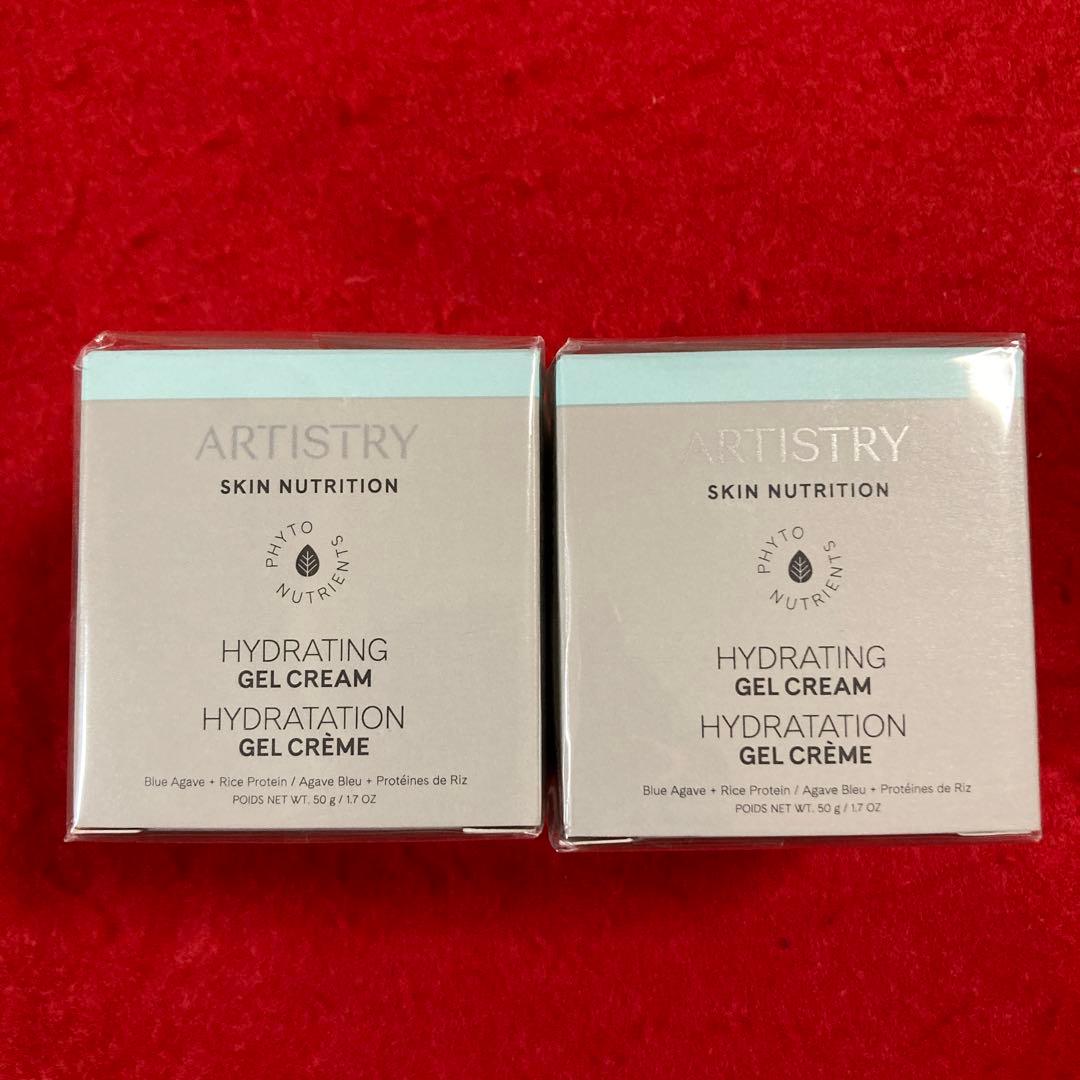 ARTISTRY
SKIN NUTRITION
PHYTO
NUTRIENTS
HYDRATING
GEL CREAM
HYDRATATION
GEL CRÈME
Blue Agave + Rice Protein / Agave Bleu + Protéines de Riz
POIDS NET WT. 50 g / 1.7 OZ
ARTISTRY
SKIN NUTRITION
PHYTO
NUTRIENTS
HYDRATING
GEL CREAM
HYDRATATION
GEL CRÈME
Blue Agave + Rice Protein / Agave Bleu + Protéines de Riz
POIDS NET WT. 50 g / 1.7 OZ